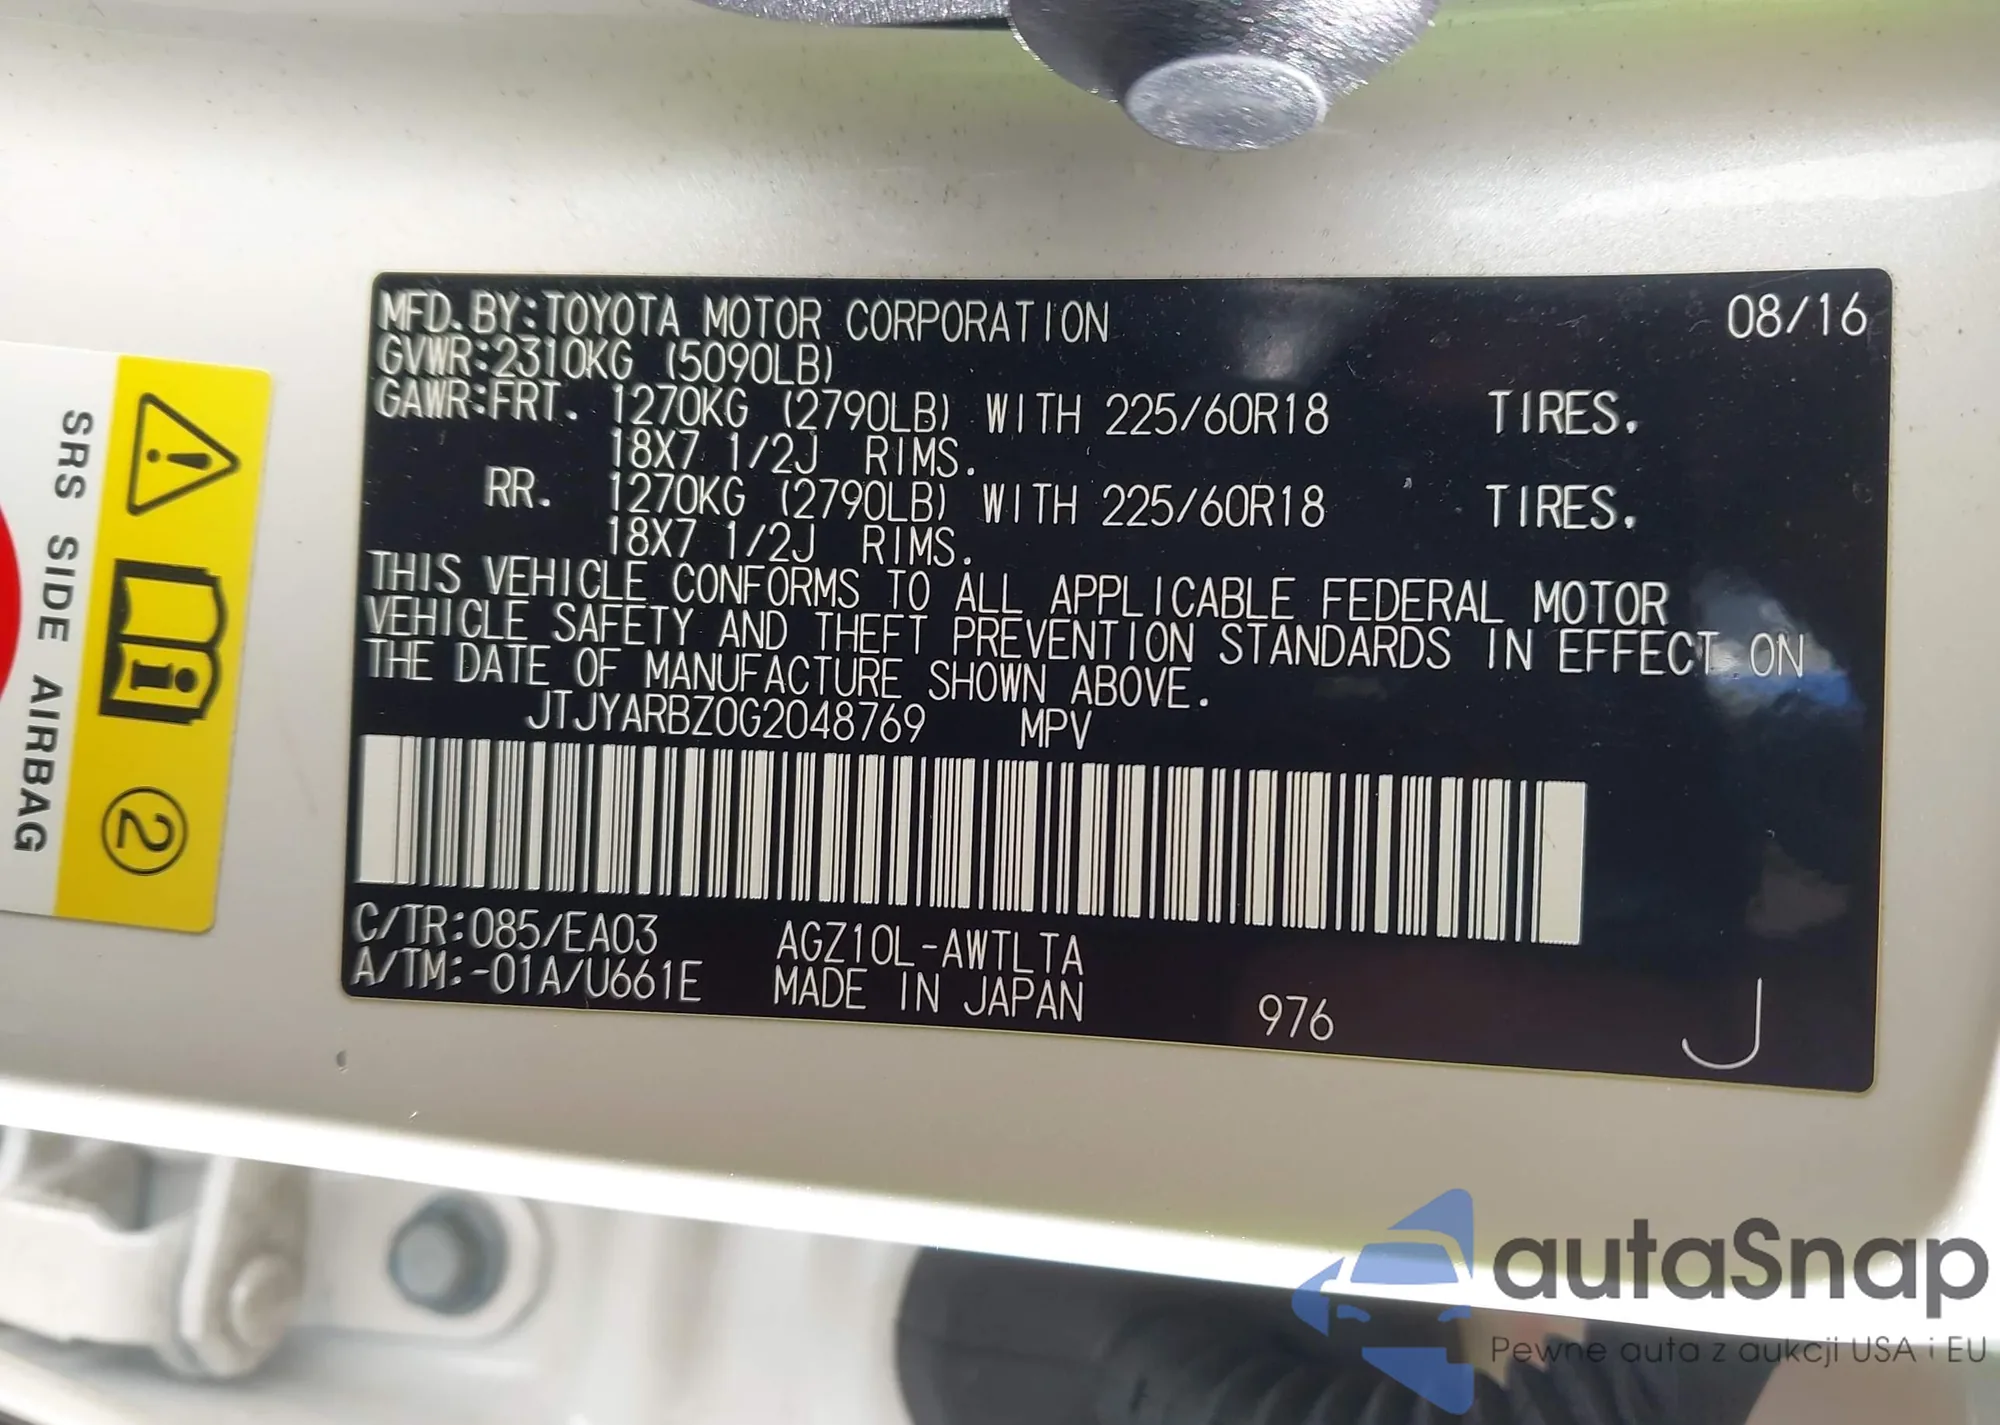 MFD.BY:TOYOTA MOTOR CORPORATION 08/16
GVWR:2310KG (5090LB)
GAWR:FRT. 1270KG (2790LB) WITH 225/60R18 TIRES.
18X7 1/2J RIMS.
RR. 1270KG (2790LB) WITH 225/60R18 TIRES.
18X7 1/2J RIMS.
THIS VEHICLE CONFORMS TO ALL APPLICABLE FEDERAL MOTOR
VEHICLE SAFETY AND THEFT PREVENTION STANDARDS IN EFFECT ON
THE DATE OF MANUFACTURE SHOWN ABOVE.
JTJYARBZ0G2048769 MPV
C/TR:085/EA03 AGZ10L-AWTLTA
A/TM:-01A/U661E MADE IN JAPAN 976 J
SRS SIDE AIRBAG
2
autaSnap
Pewne auta z aukcji USA i EU